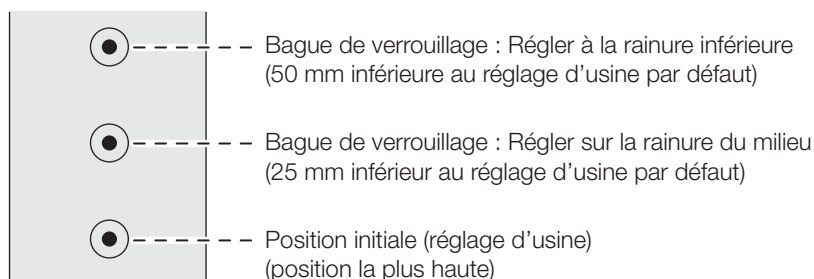 Bague de verrouillage : Régler à la rainure inférieure
(50 mm inférieure au réglage d'usine par défaut)
Bague de verrouillage : Régler sur la rainure du milieu
(25 mm inférieur au réglage d'usine par défaut)
Position initiale (réglage d'usine)
(position la plus haute)